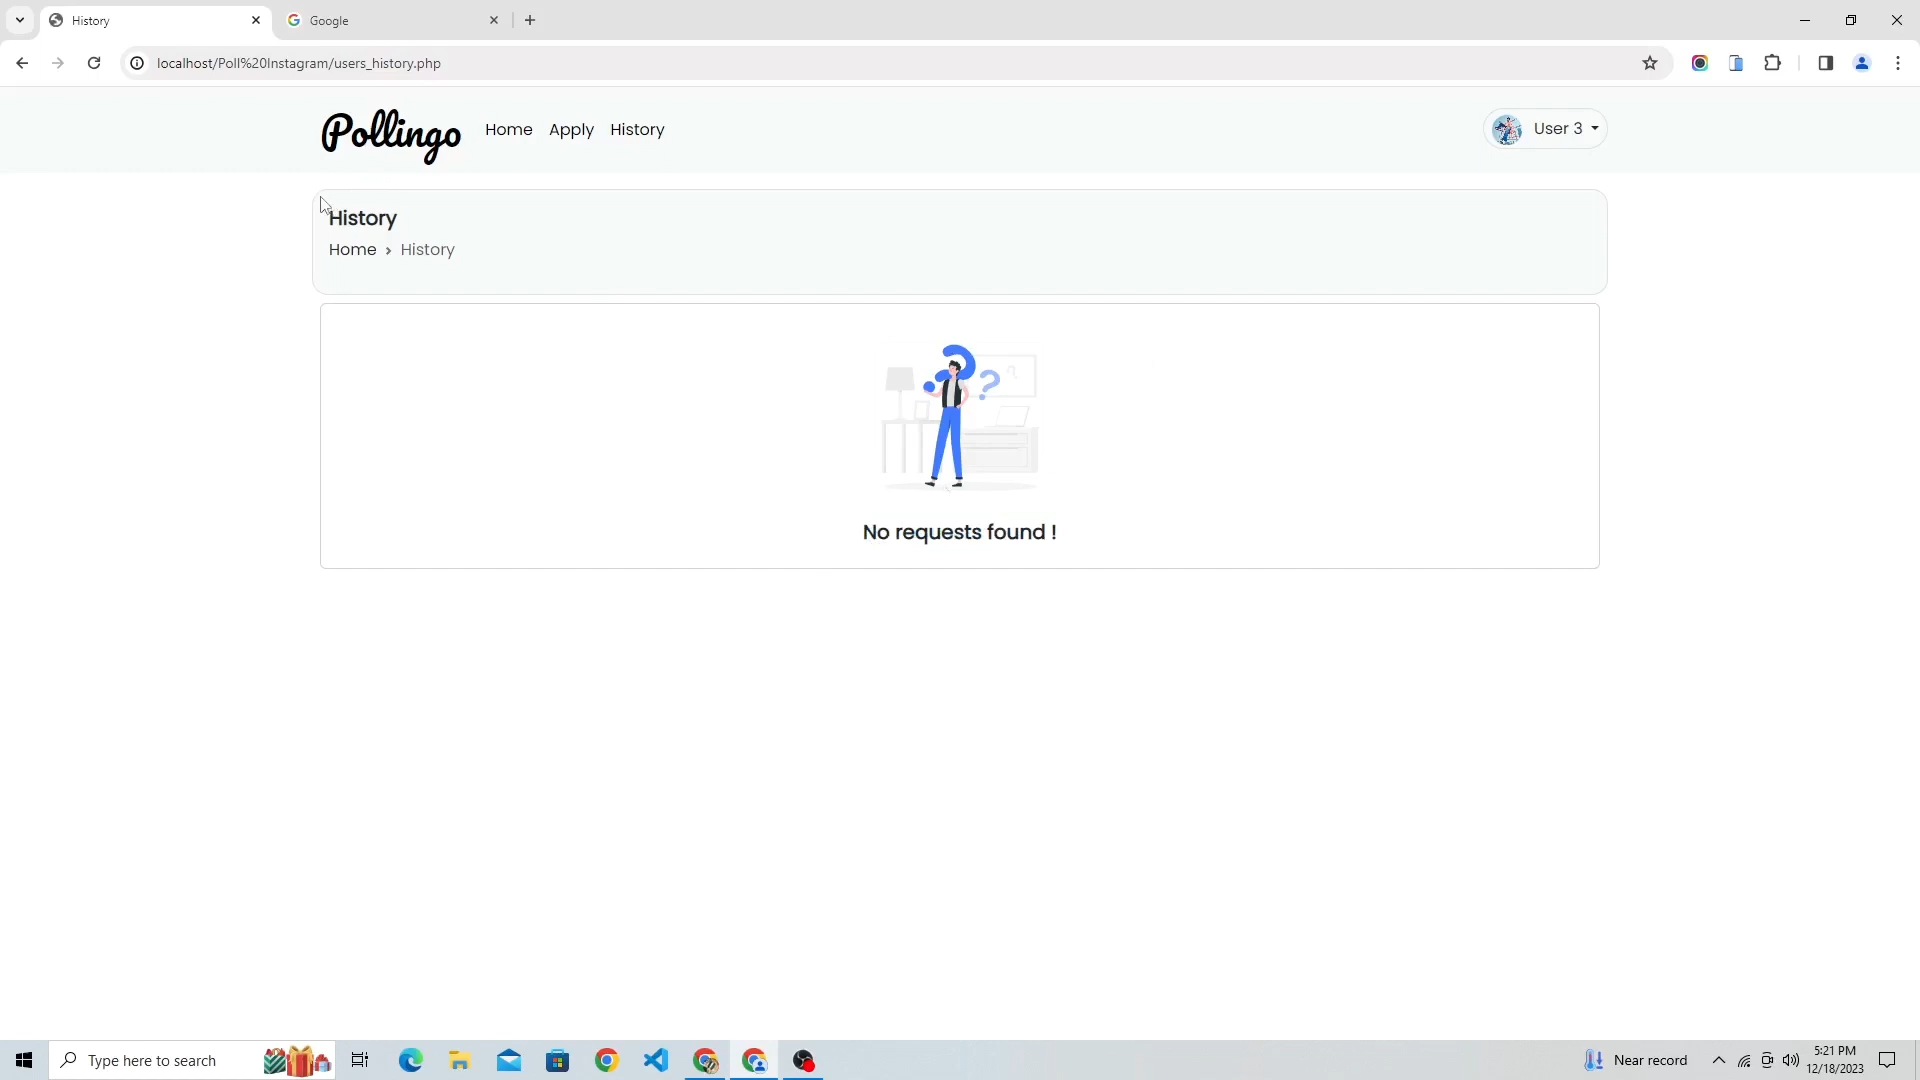 History
Google
localhost/Poll%20Instagram/users_history.php
Pollingo
Home
Apply
History
User 3
History
Home › History
No requests found !
Type here to search
Near record
5:21 PM
12/18/2023